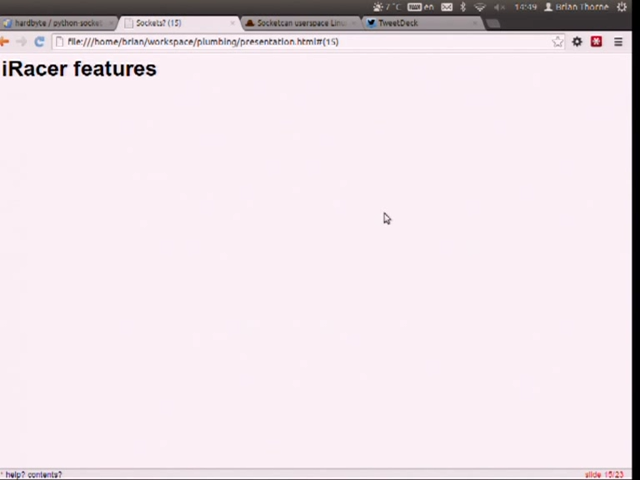 7°C en 14:49 Brian Thorne
hardbyte / python-socket Sockets? (15) Socketcan userspace Linu TweetDeck
file:///home/brian/workspace/plumbing/presentation.html#(15)
iRacer features
help? contents? slide 15/23